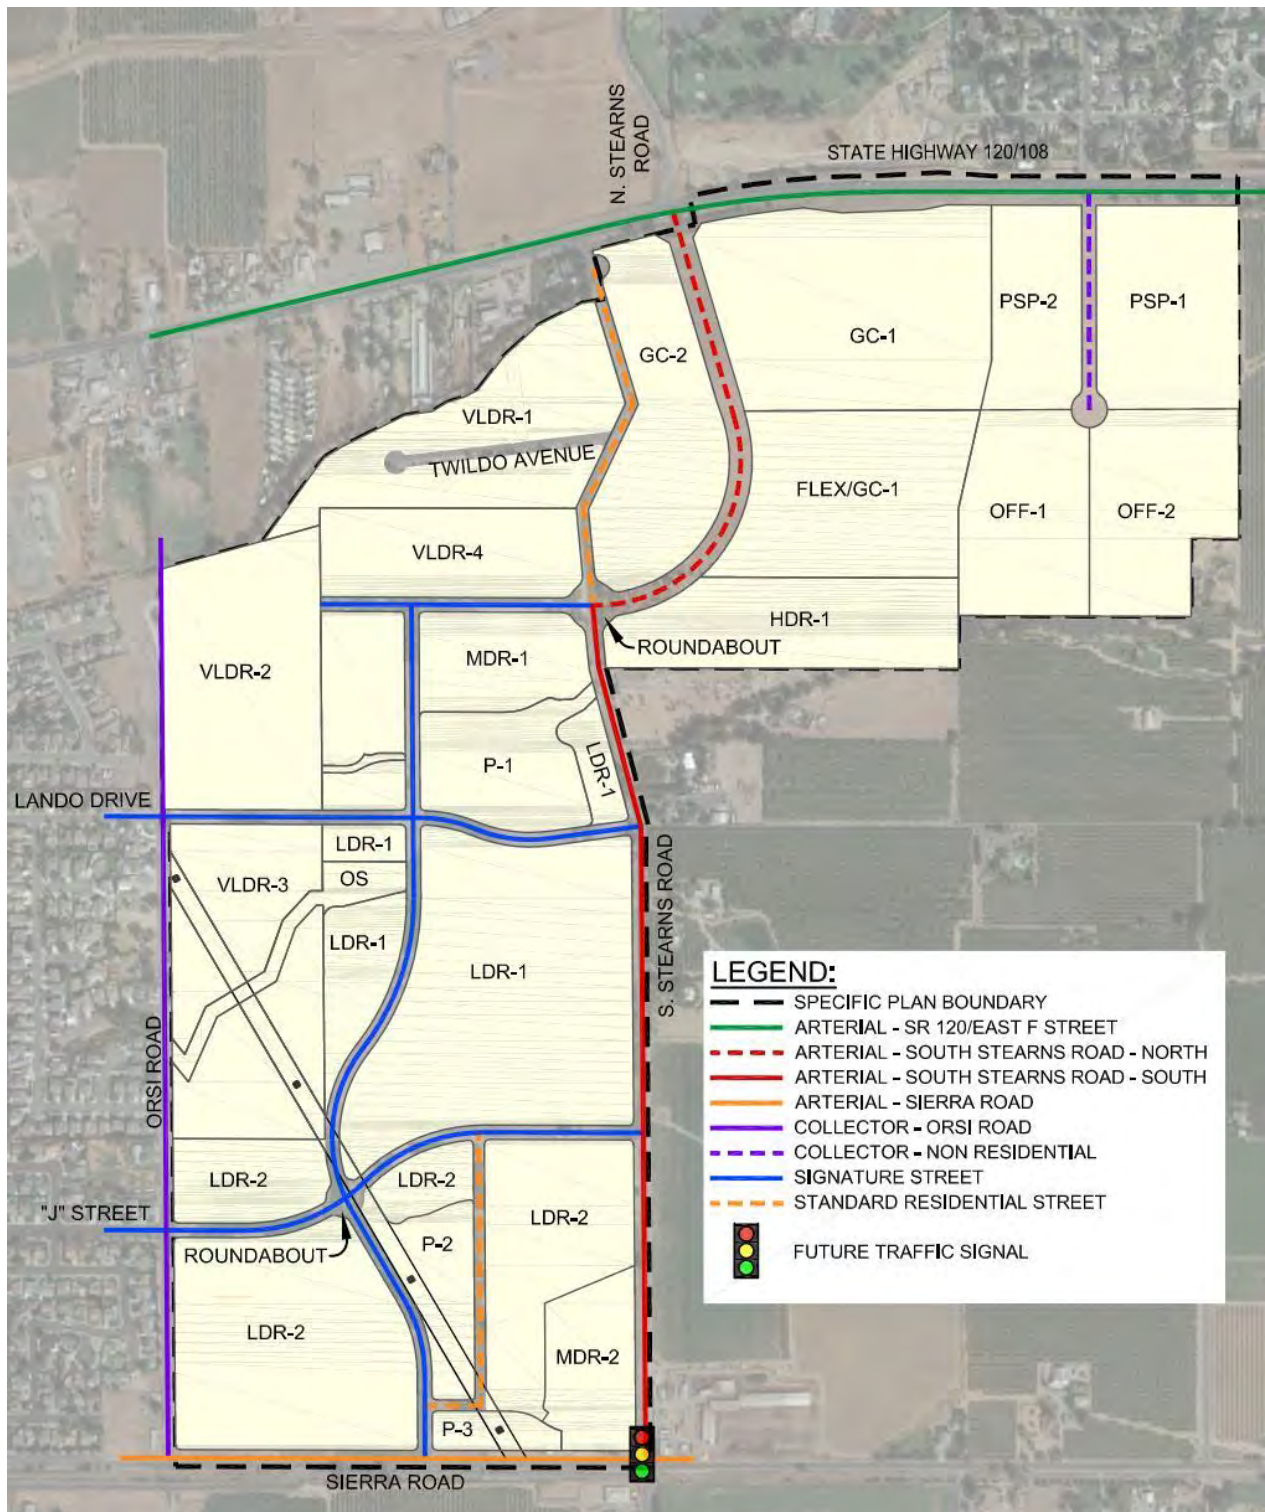 N. STEARNS
ROAD
STATE HIGHWAY 120/108
PSP-2
PSP-1
GC-1
GC-2
VLDR-1
TWILDO AVENUE
FLEX/GC-1
OFF-1
OFF-2
VLDR-4
HDR-1
ROUNDABOUT
MDR-1
VLDR-2
P-1
LDR-1
LANDO DRIVE
LDR-1
OS
VLDR-3
LDR-1
LDR-1
S. STEARNS ROAD
ORSI ROAD
LDR-2
LDR-2
"J" STREET
LDR-2
ROUNDABOUT
P-2
LDR-2
MDR-2
P-3
SIERRA ROAD
LEGEND:
SPECIFIC PLAN BOUNDARY
ARTERIAL - SR 120/EAST F STREET
ARTERIAL - SOUTH STEARNS ROAD - NORTH
ARTERIAL - SOUTH STEARNS ROAD - SOUTH
ARTERIAL - SIERRA ROAD
COLLECTOR - ORSI ROAD
COLLECTOR - NON RESIDENTIAL
SIGNATURE STREET
STANDARD RESIDENTIAL STREET
FUTURE TRAFFIC SIGNAL